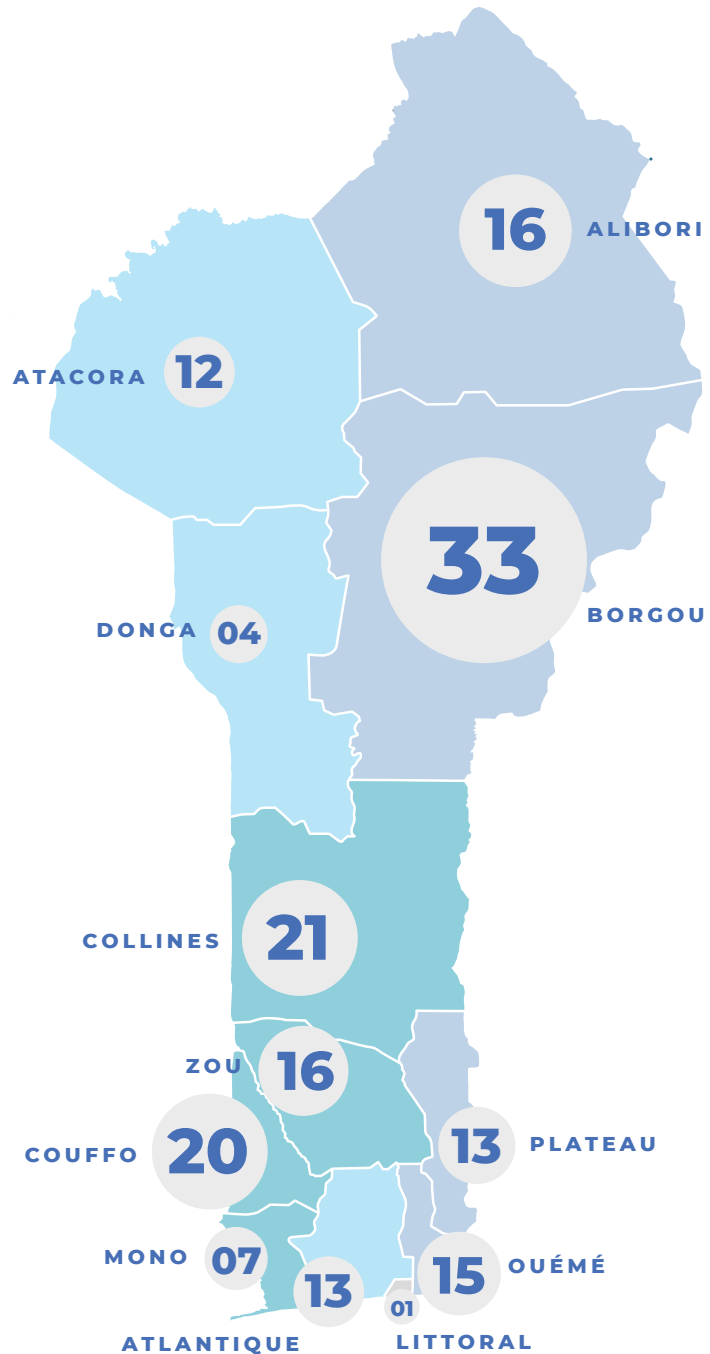 16
ALIBORI
12
ATACORA
33
BORGOU
DONGA
04
21
COLLINES
ZOU
16
COUFFO
20
13
PLATEAU
MONO
07
13
ATLANTIQUE
15
OUÉMÉ
01
LITTORAL